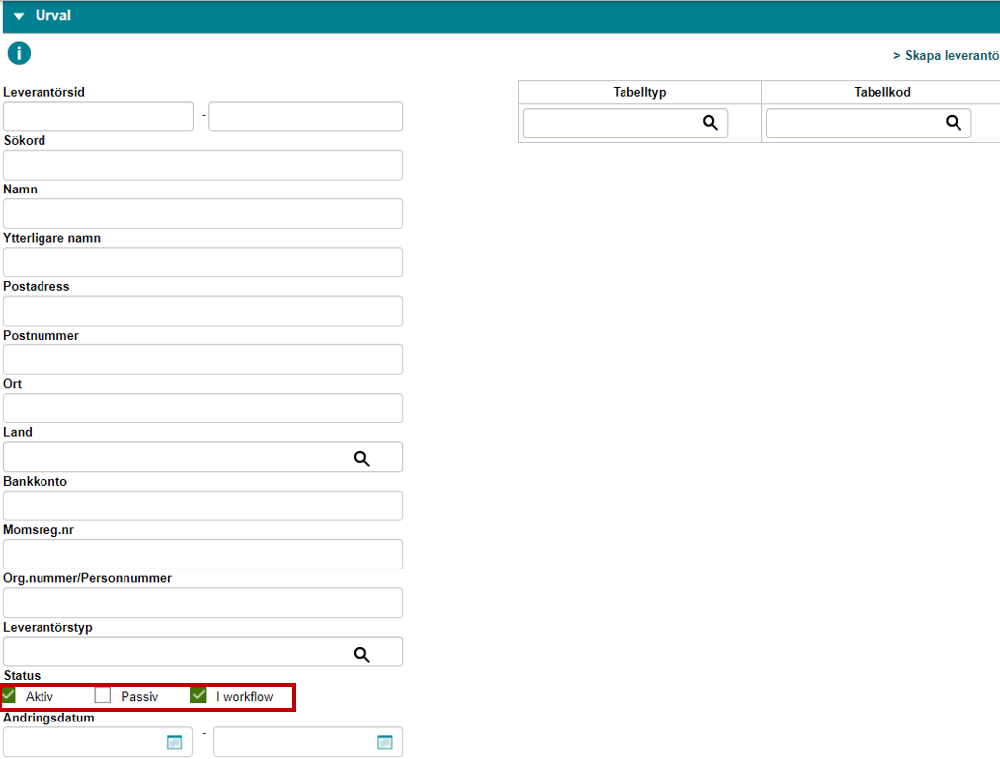 Urval
> Skapa leverantö
Leverantörsid
-
Tabelltyp Tabellkod
Sökord
Namn
Ytterligare namn
Postadress
Postnummer
Ort
Land
Bankkonto
Momsreg.nr
Org.nummer/Personnummer
Leverantörstyp
Status
Aktiv Passiv I workflow
Ändringsdatum
-